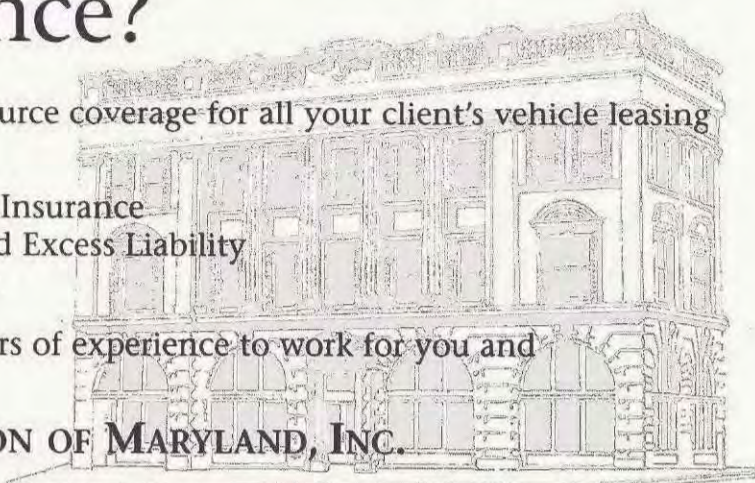 nce?
urce coverage for all your client's vehicle leasing
Insurance
d Excess Liability
rs of experience to work for you and
ON OF MARYLAND, INC.